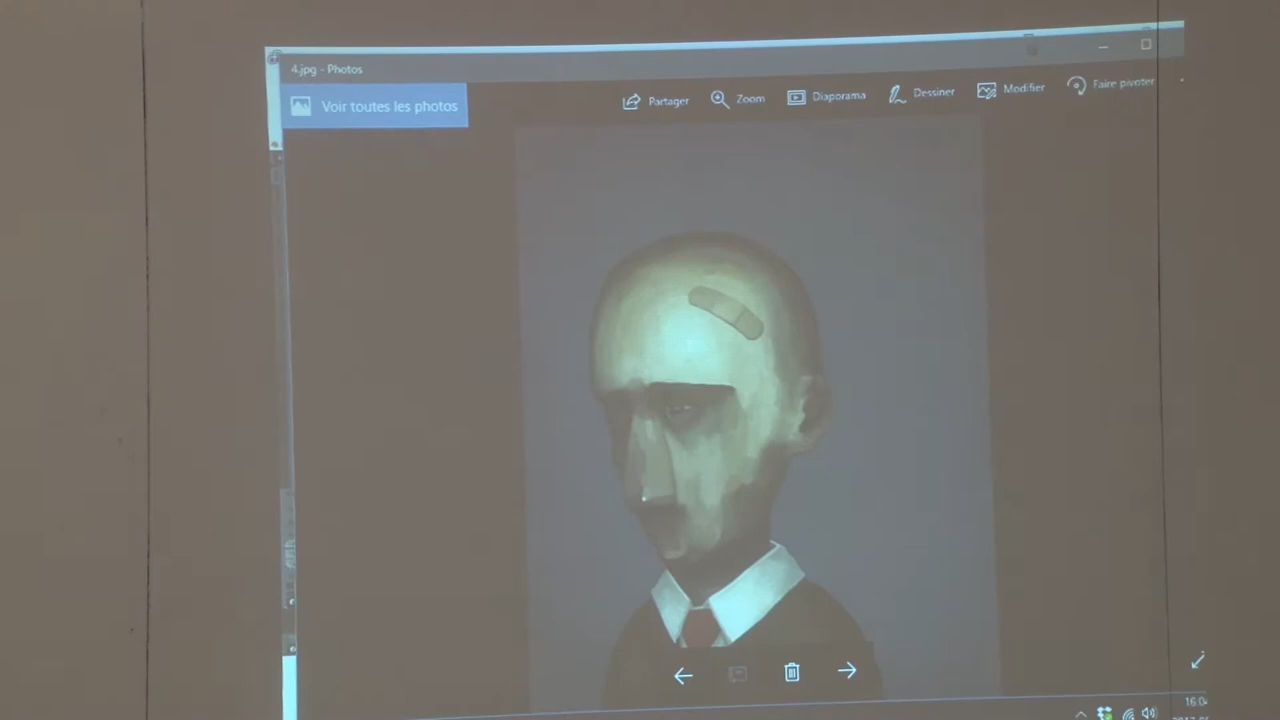 4.jpg - Photos
Voir toutes les photos
Partager Zoom Diaporama Dessiner Modifier Faire pivoter